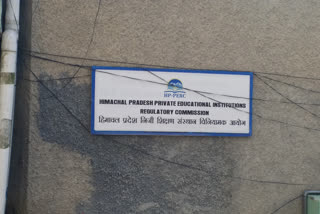 HP-PERC
HIMACHAL PRADESH PRIVATE EDUCATIONAL INSTITUTIONS
REGULATORY COMMISSION
हिमाचल प्रदेश निजी शिक्षण संस्थान विनियामक आयोग